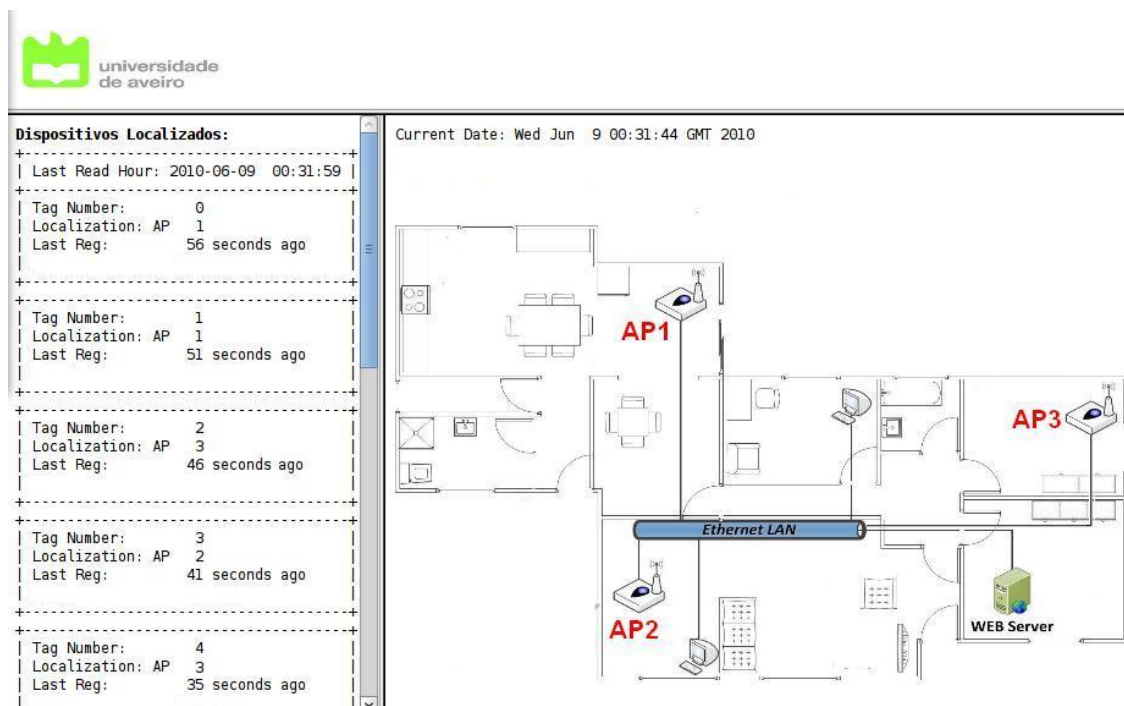 universidade
de aveiro
Dispositivos Localizados:
Last Read Hour: 2010-06-09 00:31:59
Tag Number: 0
Localization: AP 1
Last Reg: 56 seconds ago
Tag Number: 1
Localization: AP 1
Last Reg: 51 seconds ago
Tag Number: 2
Localization: AP 3
Last Reg: 46 seconds ago
Tag Number: 3
Localization: AP 2
Last Reg: 41 seconds ago
Tag Number: 4
Localization: AP 3
Last Reg: 35 seconds ago
Current Date: Wed Jun 9 00:31:44 GMT 2010
AP1
AP3
Ethernet LAN
AP2
WEB Server